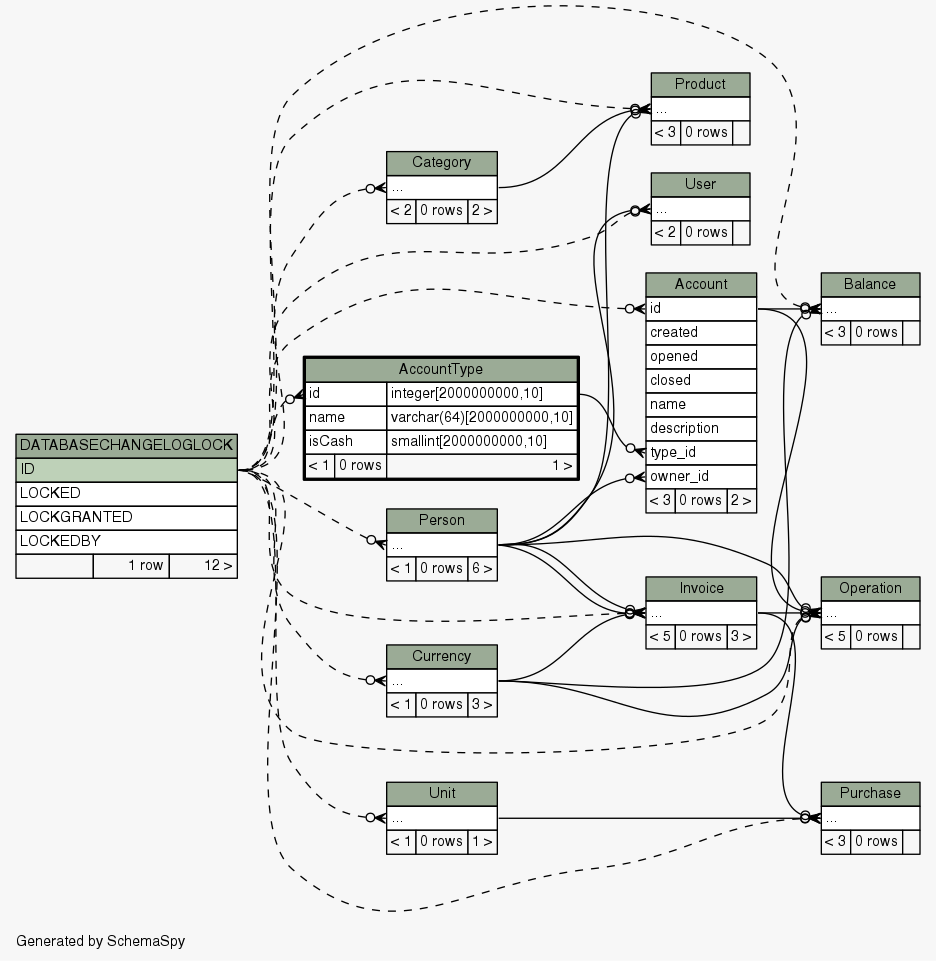 Product
...
< 3 0 rows
Category
...
< 2 0 rows 2 >
User
...
< 2 0 rows
Account
id
created
opened
closed
name
description
type_id
owner_id
< 3 0 rows 2 >
Balance
...
< 3 0 rows
AccountType
id integer[2000000000,10]
name varchar(64)[2000000000,10]
isCash smallint[2000000000,10]
< 1 0 rows 1 >
DATABASECHANGELOGLOCK
ID
LOCKED
LOCKGRANTED
LOCKEDBY
1 row 12 >
Person
...
< 1 0 rows 6 >
Invoice
...
< 5 0 rows 3 >
Operation
...
< 5 0 rows
Currency
...
< 1 0 rows 3 >
Unit
...
< 1 0 rows 1 >
Purchase
...
< 3 0 rows
Generated by SchemaSpy